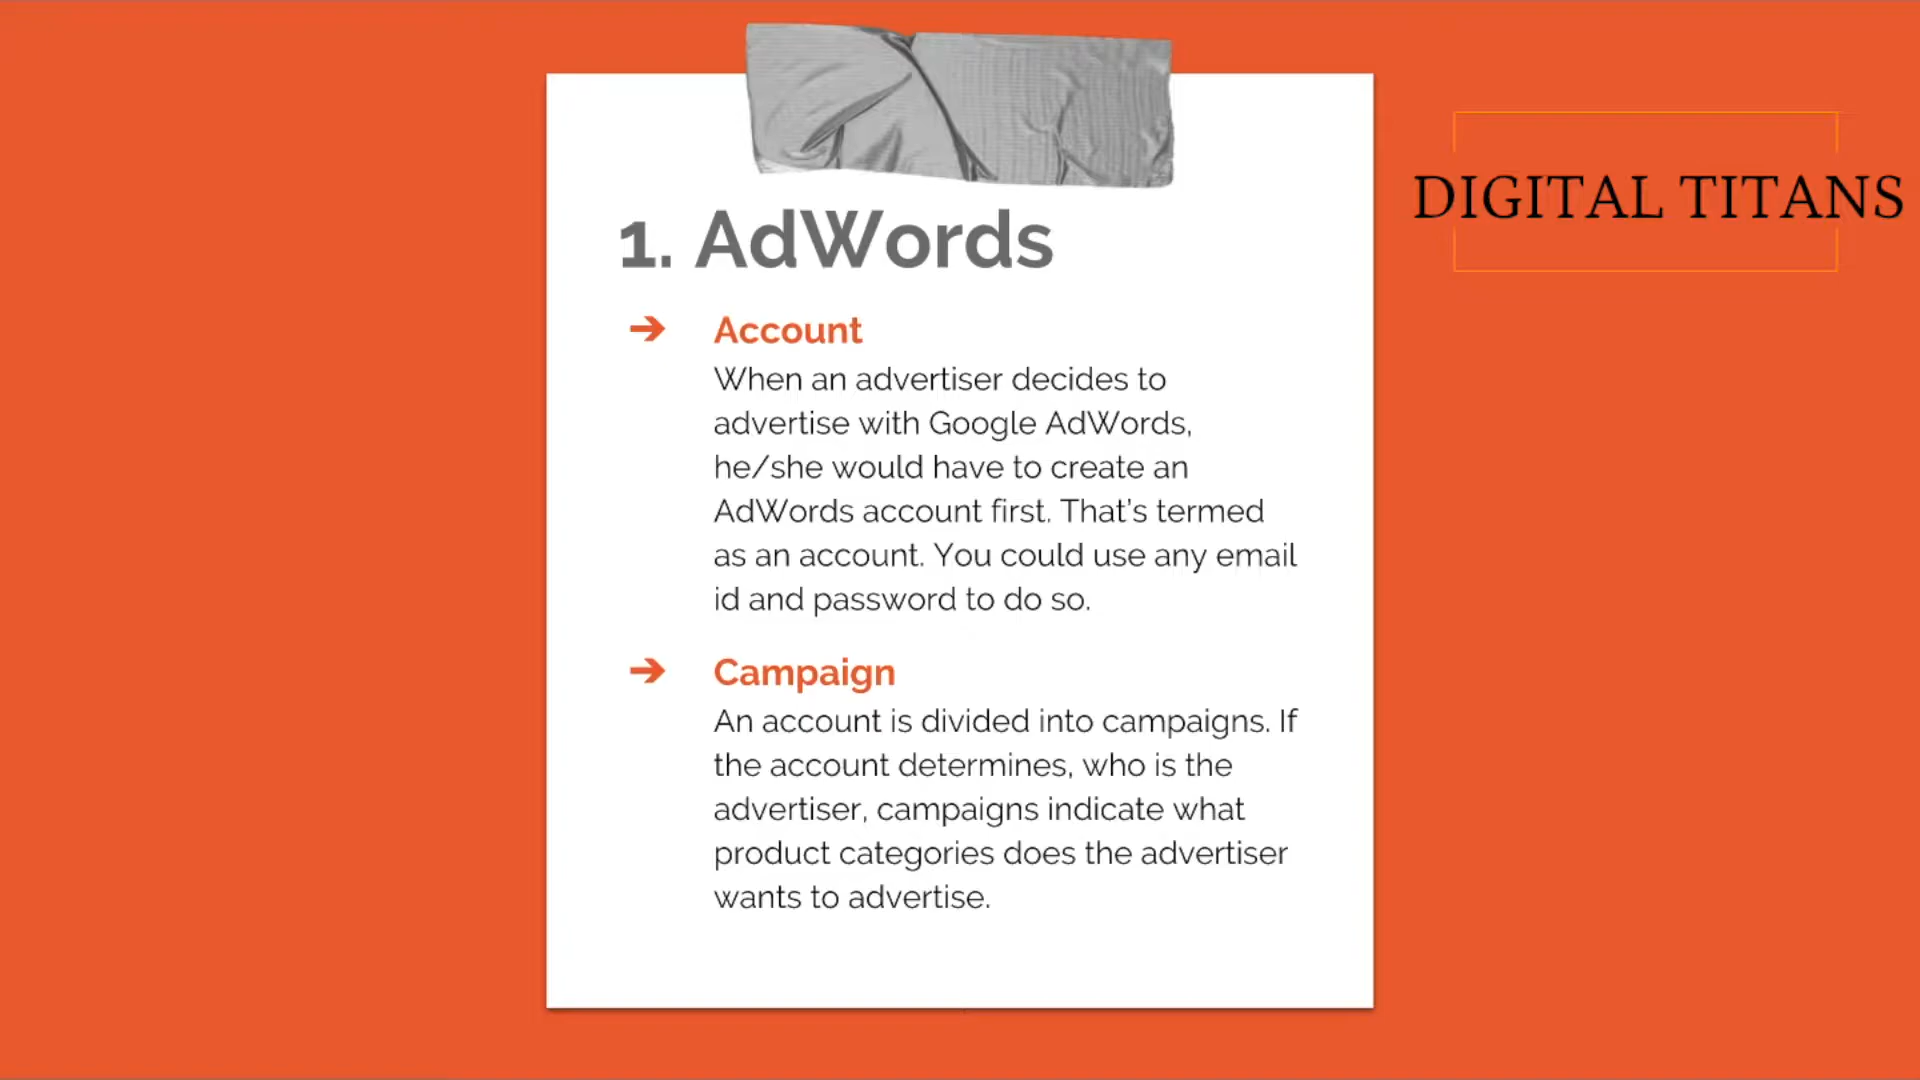 1. AdWords
➔ Account
When an advertiser decides to
advertise with Google AdWords,
he/she would have to create an
AdWords account first. That's termed
as an account. You could use any email
id and password to do so.
➔ Campaign
An account is divided into campaigns. If
the account determines, who is the
advertiser, campaigns indicate what
product categories does the advertiser
wants to advertise.
DIGITAL TITANS